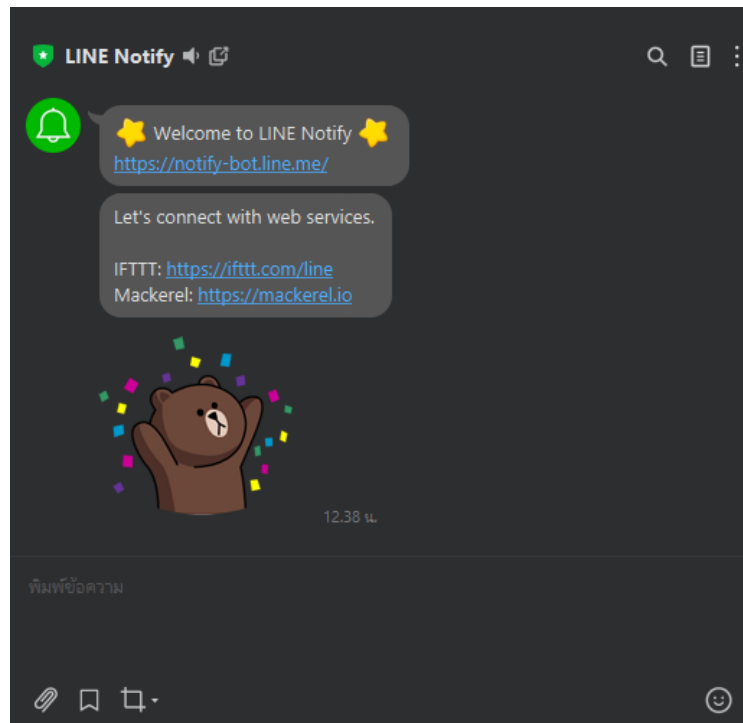 LINE Notify
Welcome to LINE Notify
https://notify-bot.line.me/
Let's connect with web services.
IFTTT: https://ifttt.com/line
Mackerel: https://mackerel.io
12.38 น.
พิมพ์ข้อความ